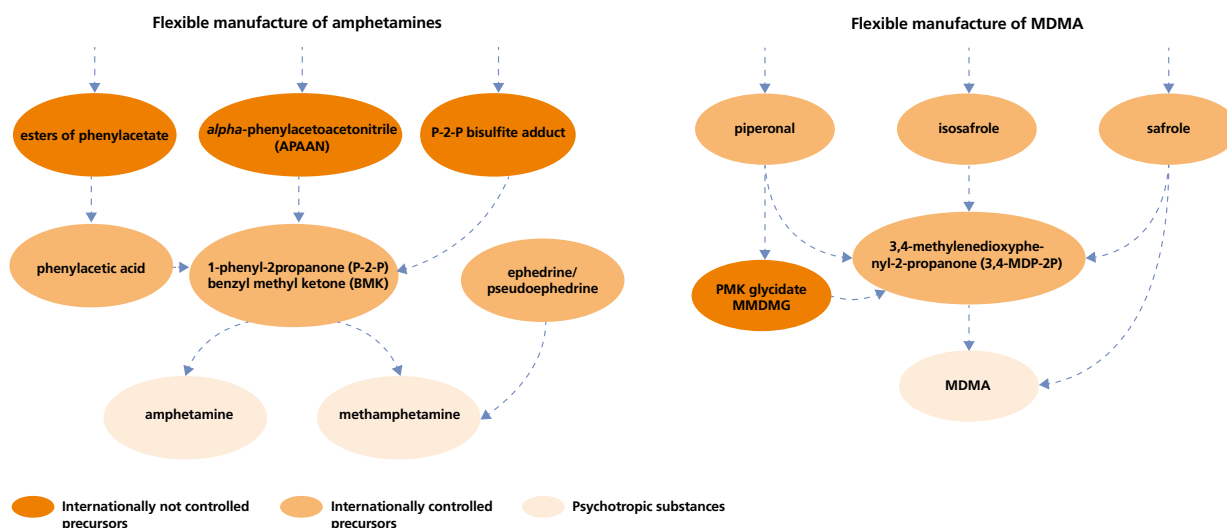 Flexible manufacture of amphetamines
esters of phenylacetate
alpha-phenylacetoacetonitrile
(APAAN)
P-2-P bisulfite adduct
phenylacetic acid
1-phenyl-2propanone (P-2-P)
benzyl methyl ketone (BMK)
ephedrine/
pseudoephedrine
amphetamine
methamphetamine
Flexible manufacture of MDMA
piperonal
isosafrole
safrole
PMK glycidate
MMDMG
3,4-methylenedioxyphe-
nyl-2-propanone (3,4-MDP-2P)
MDMA
Internationally not controlled
precursors
Internationally controlled
precursors
Psychotropic substances